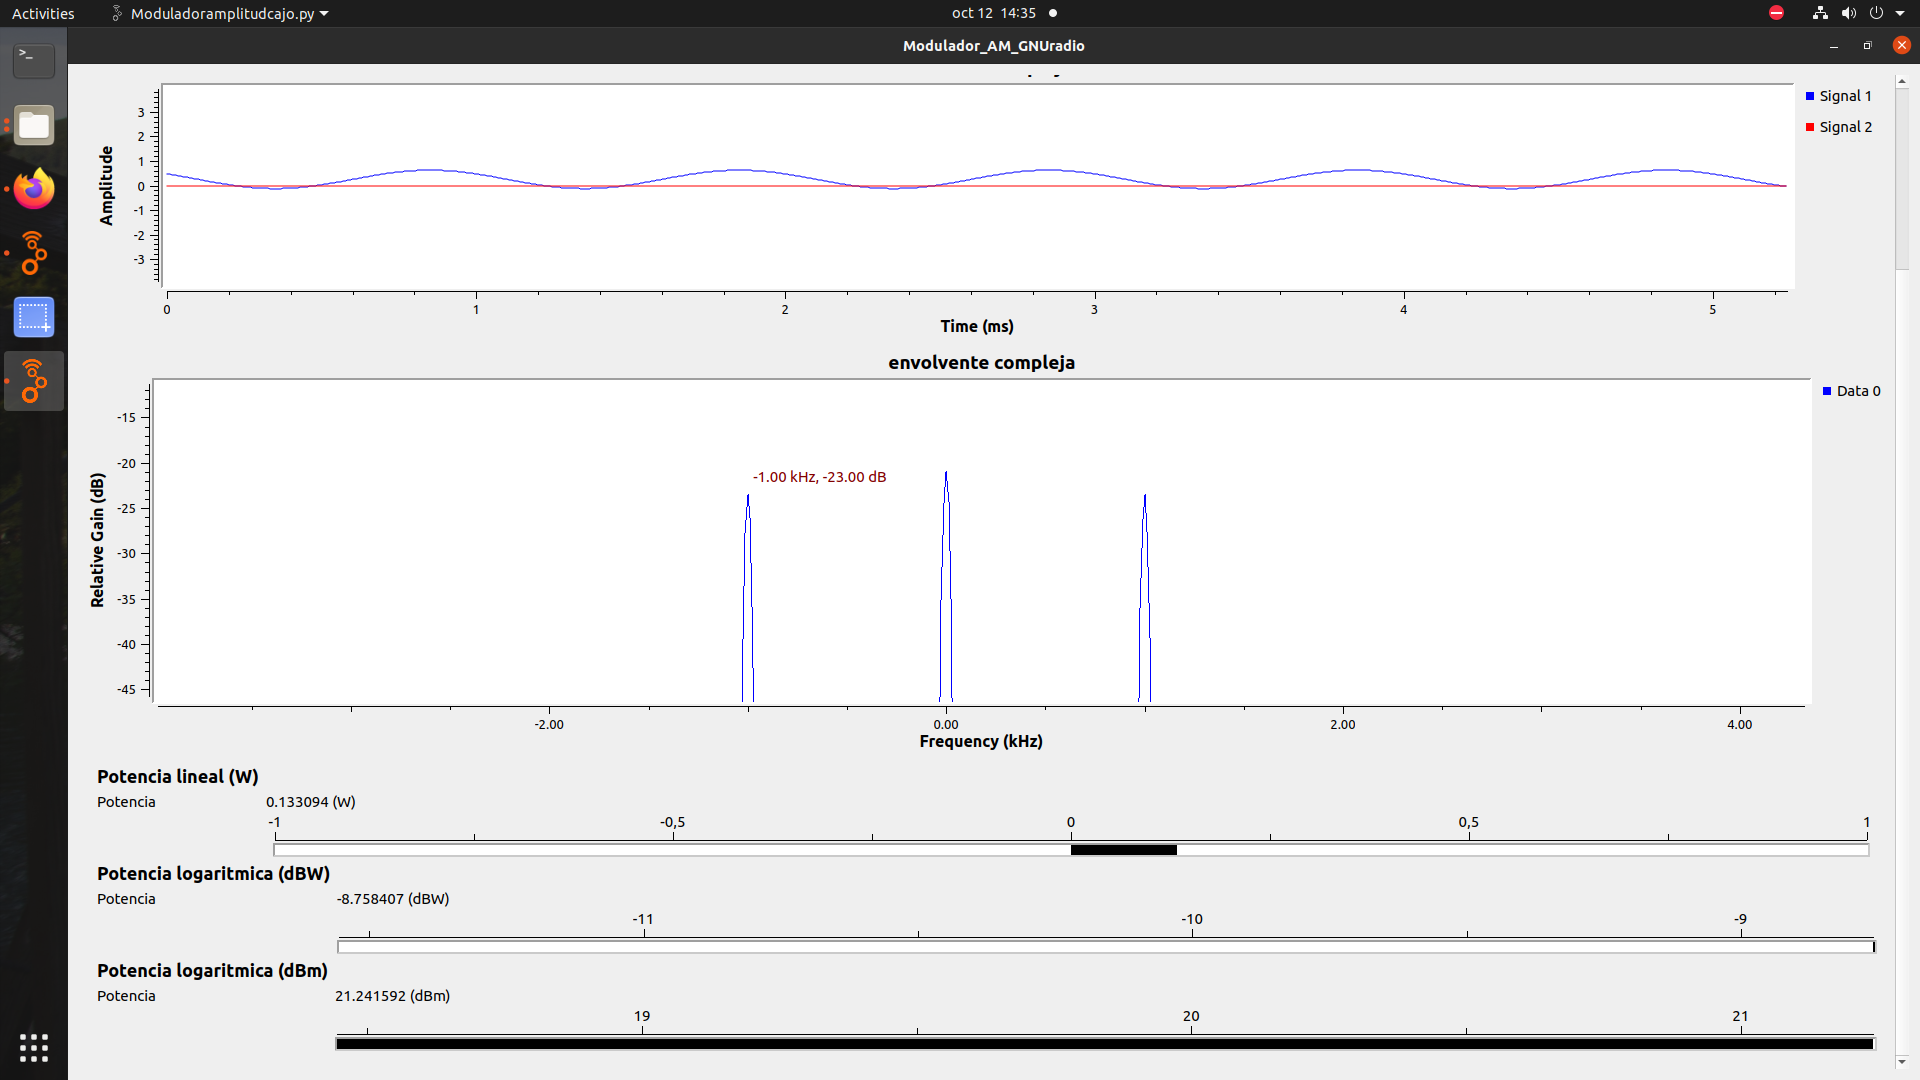 Activities Moduladoramplitudcajo.py oct 12 14:35
Modulador_AM_GNUradio
Signal 1
Signal 2
Amplitude
3
2
1
0
-1
-2
-3
0 1 2 3 4 5
Time (ms)
envolvente compleja
Data 0
Relative Gain (dB)
-15
-20
-25
-30
-35
-40
-45
-1.00 kHz, -23.00 dB
-2.00 0.00 2.00 4.00
Frequency (kHz)
Potencia lineal (W)
Potencia 0.133094 (W)
-1 -0,5 0 0,5 1
Potencia logaritmica (dBW)
Potencia -8.758407 (dBW)
-11 -10 -9
Potencia logaritmica (dBm)
Potencia 21.241592 (dBm)
19 20 21